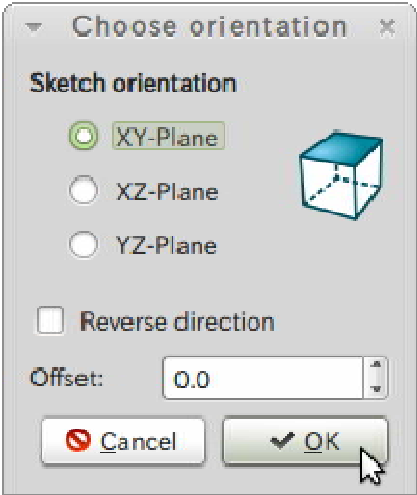 Choose orientation
Sketch orientation
XY-Plane
XZ-Plane
YZ-Plane
Reverse direction
Offset: 0.0
Cancel OK